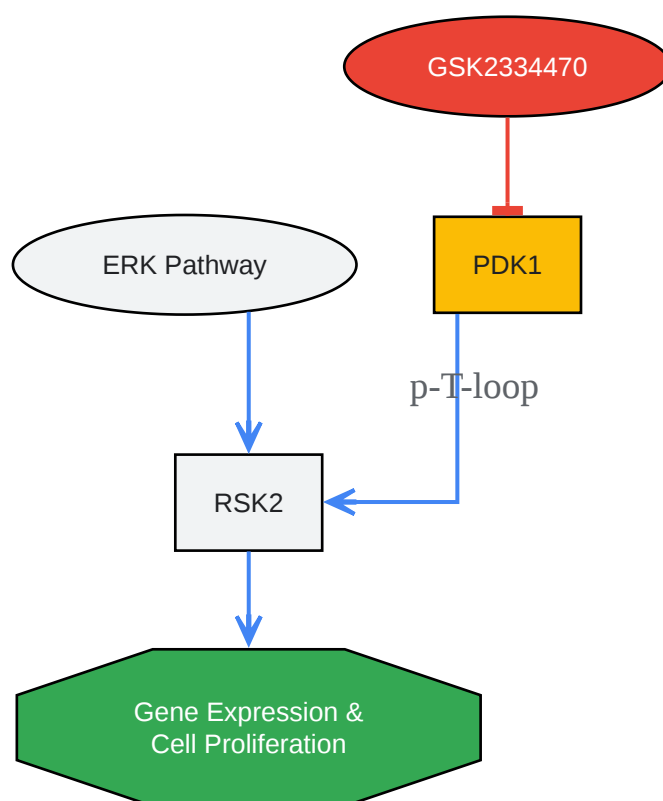 GSK2334470
ERK Pathway
PDK1
p-T-loop
RSK2
Gene Expression &
Cell Proliferation